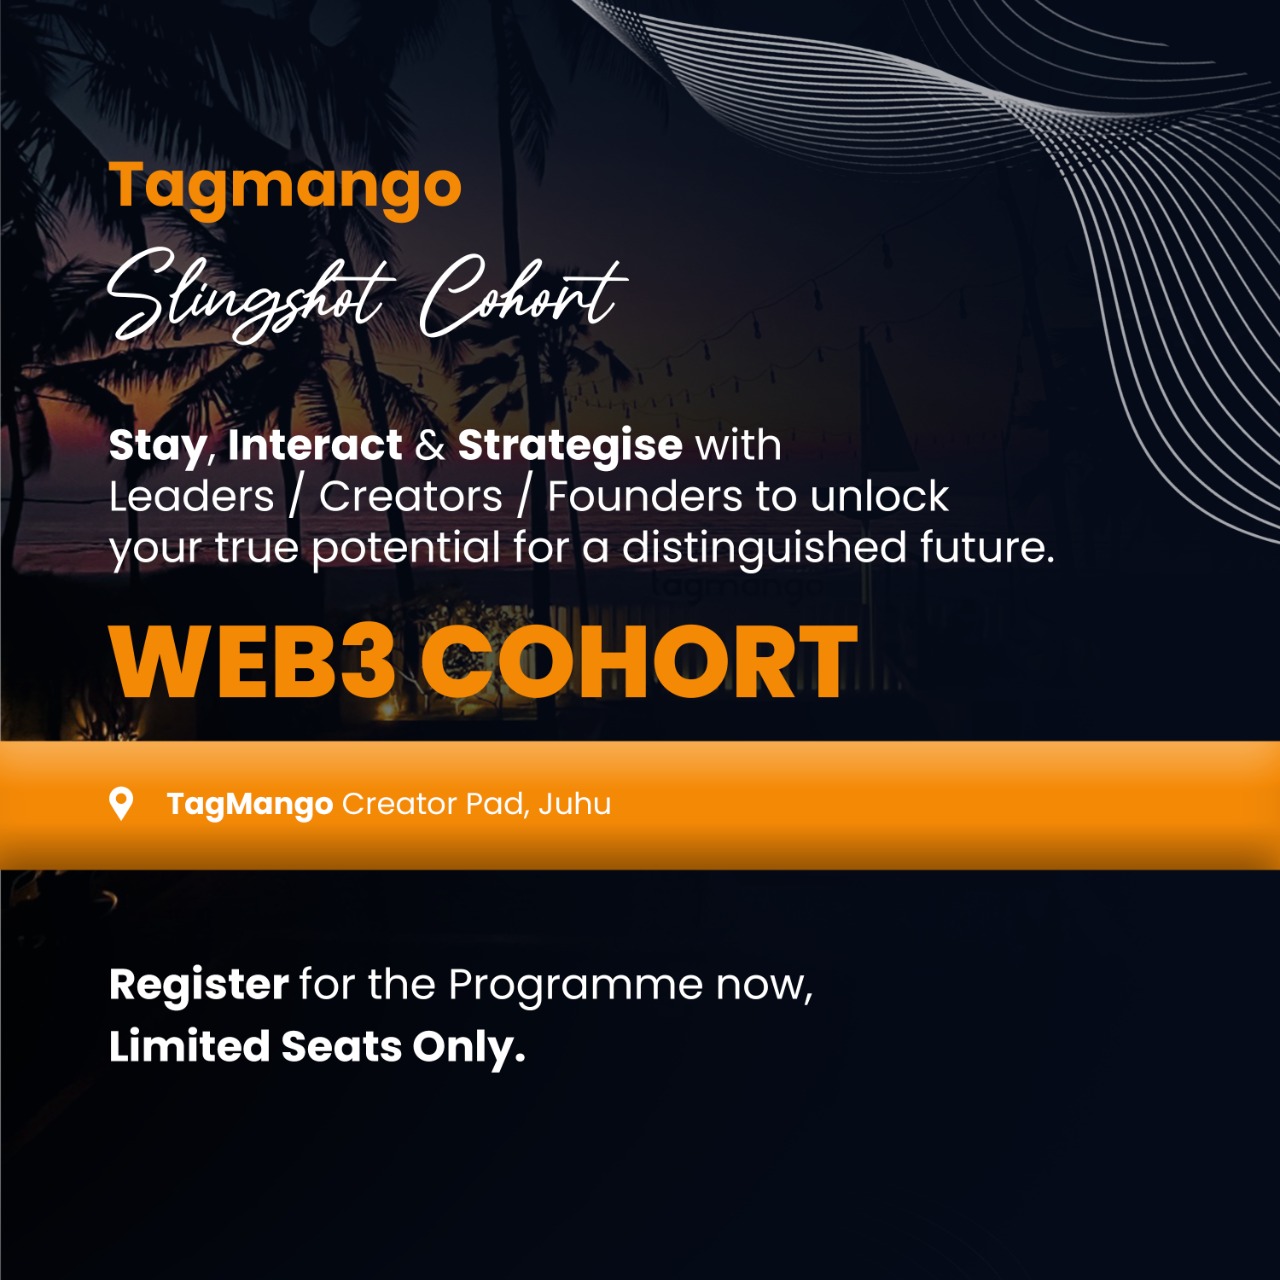 Tagmango
Slingshot Cohort
Stay, Interact & Strategise with
Leaders / Creators / Founders to unlock
your true potential for a distinguished future.
tagmango
WEB3 COHORT
TagMango Creator Pad, Juhu
Register for the Programme now,
Limited Seats Only.